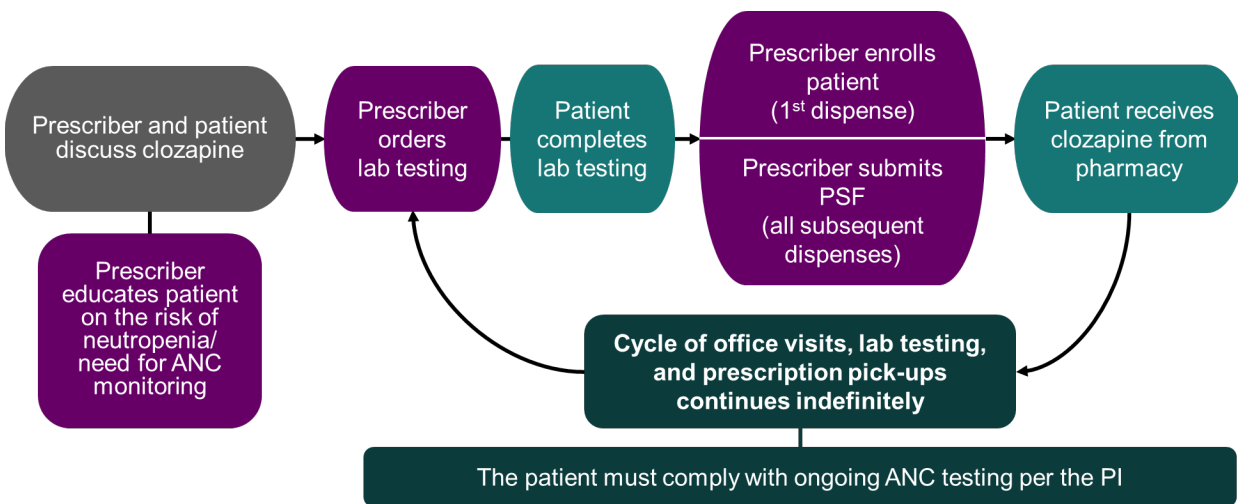 Prescriber and patient
discuss clozapine
Prescriber
educates patient
on the risk of
neutropenia/
need for ANC
monitoring
Prescriber
orders
lab testing
Patient
completes
lab testing
Prescriber enrolls
patient
(1st dispense)
Prescriber submits
PSF
(all subsequent
dispenses)
Patient receives
clozapine from
pharmacy
Cycle of office visits, lab testing,
and prescription pick-ups
continues indefinitely
The patient must comply with ongoing ANC testing per the PI